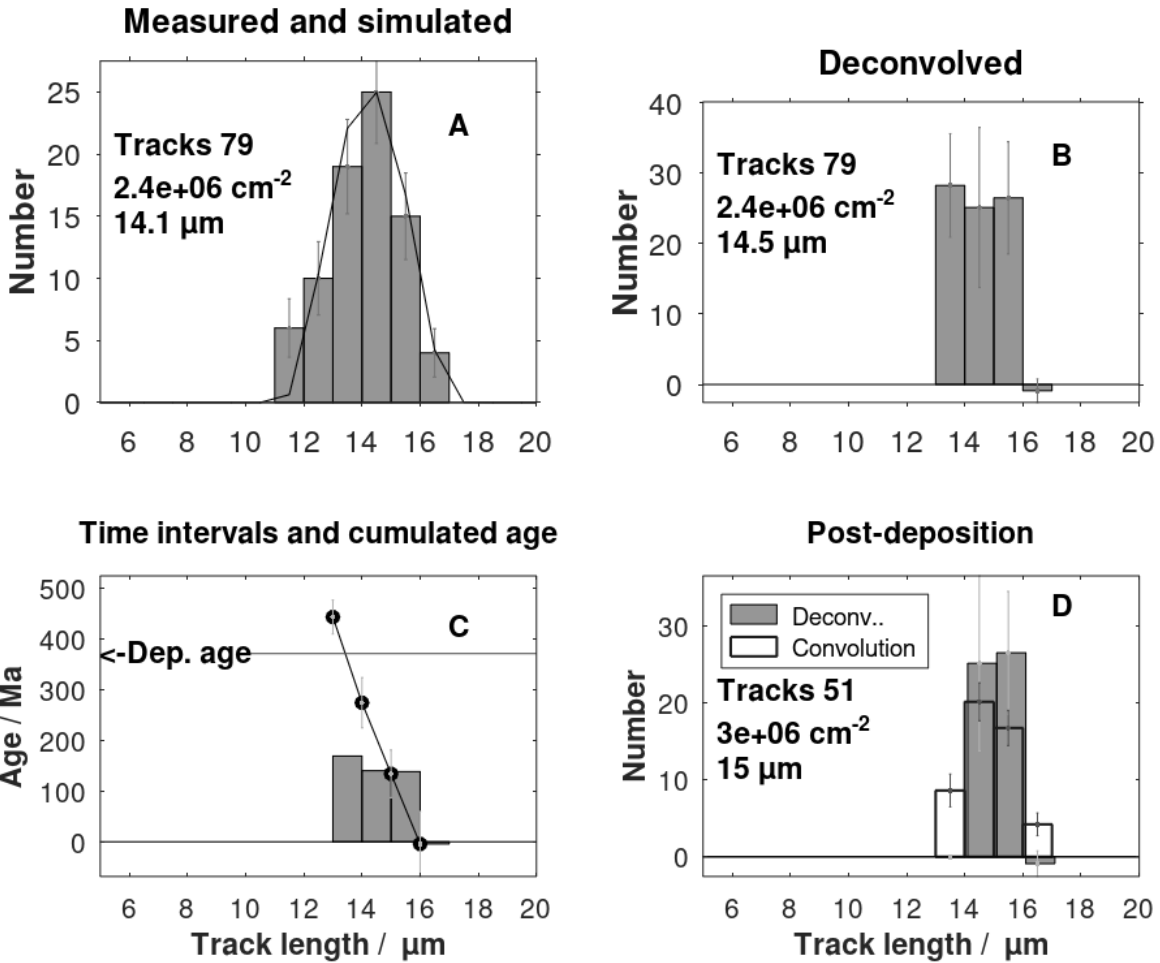 Measured and simulated
25
20
15
10
5
0
Number
Tracks 79
2.4e+06 cm-2
14.1 µm
A
6 8 10 12 14 16 18 20
Deconvolved
40
30
20
10
0
Number
Tracks 79
2.4e+06 cm-2
14.5 µm
B
6 8 10 12 14 16 18 20
Time intervals and cumulated age
500
400
300
200
100
0
Age / Ma
<-Dep. age
C
6 8 10 12 14 16 18 20
Track length / µm
Post-deposition
30
20
10
0
Number
Deconv..
Convolution
Tracks 51
3e+06 cm-2
15 µm
D
6 8 10 12 14 16 18 20
Track length / µm